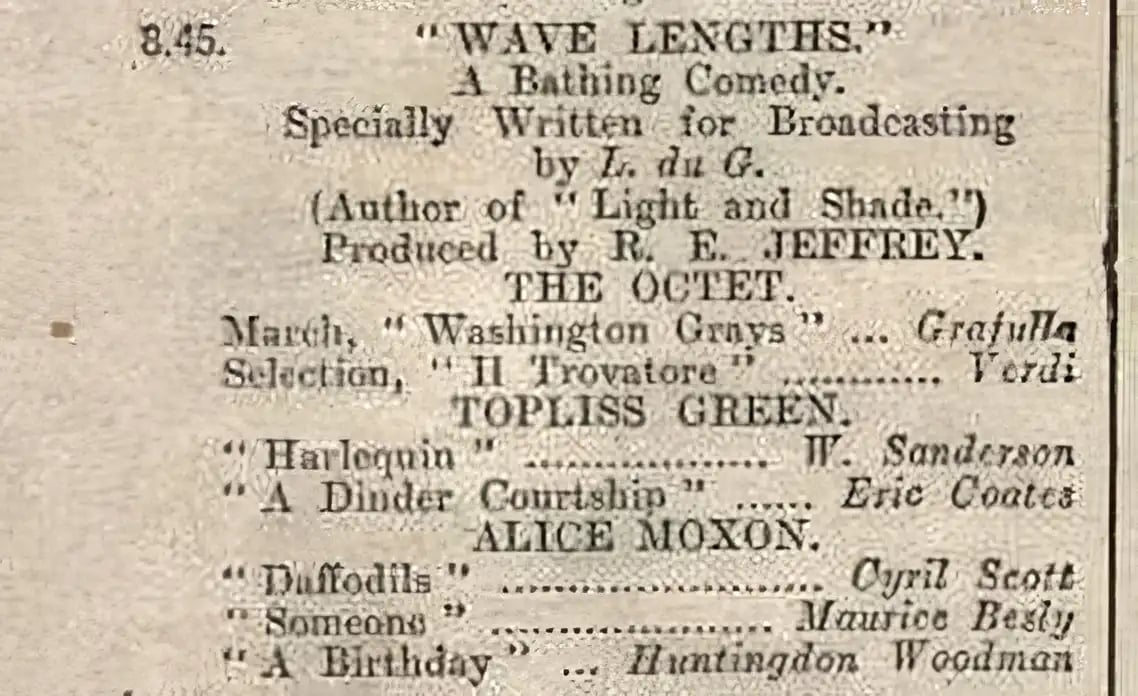 8.45. "WAVE LENGTHS."
A Bathing Comedy.
Specially Written for Broadcasting
by L. du G.
(Author of "Light and Shade.")
Produced by R. E. JEFFREY.
THE OCTET.
March, "Washington Grays" ... Grafulla
Selection, "Il Trovatore" ............ Verdi
TOPLISS GREEN.
"Harlequin" .................. W. Sanderson
"A Dinder Courtship" ...... Eric Coates
ALICE MOXON.
"Daffodils" ........................ Cyril Scott
"Someone" ..................... Maurice Besly
"A Birthday" ... Huntingdon Woodman